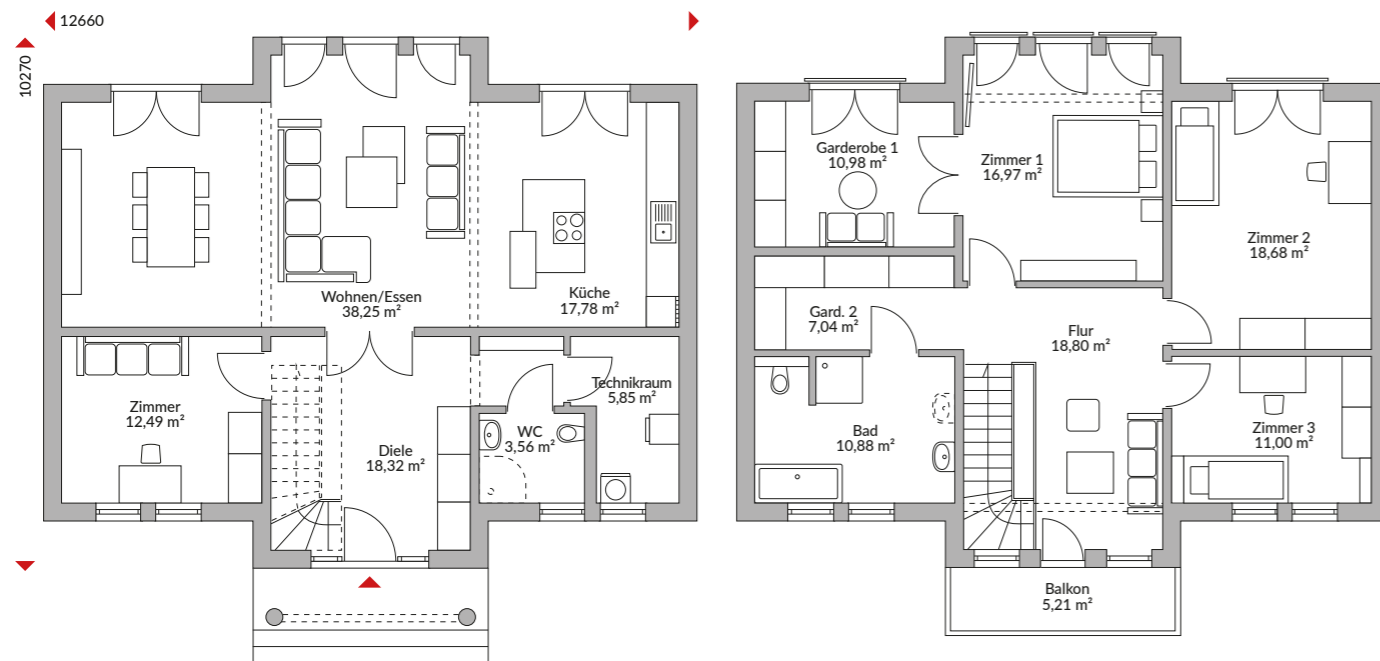 12660
10270
Wohnen/Essen
38,25 m²
Küche
17,78 m²
Zimmer
12,49 m²
Diele
18,32 m²
WC
3,56 m²
Technikraum
5,85 m²
Garderobe 1
10,98 m²
Zimmer 1
16,97 m²
Zimmer 2
18,68 m²
Gard. 2
7,04 m²
Flur
18,80 m²
Bad
10,88 m²
Zimmer 3
11,00 m²
Balkon
5,21 m²